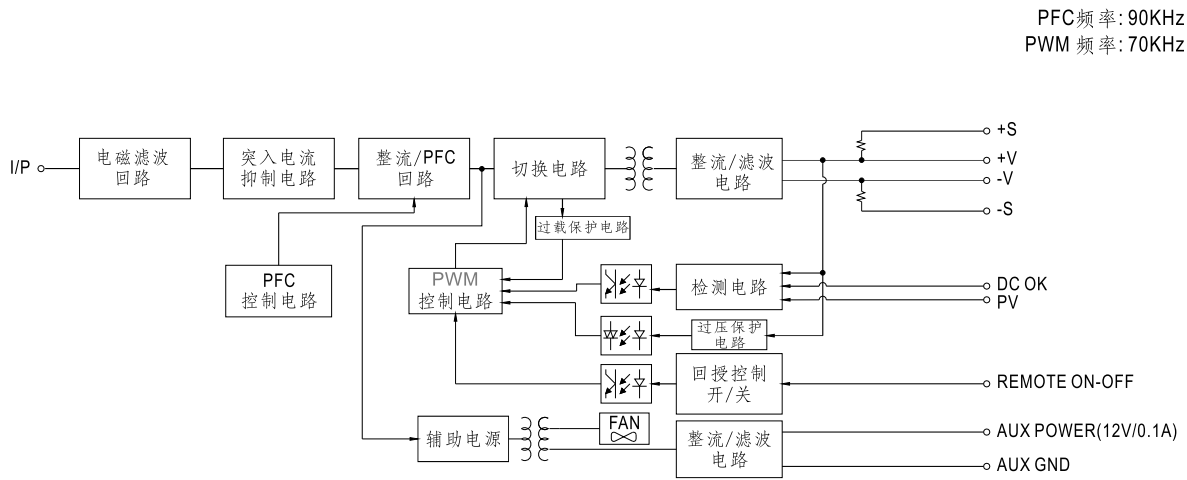 PFC频率: 90KHz
PWM 频率: 70KHz
I/P
电磁滤波
回路
突入电流
抑制电路
整流/PFC
回路
切换电路
整流/滤波
电路
+S
+V
-V
-S
过载保护电路
PFC
控制电路
PWM
控制电路
检测电路
DC OK
PV
过压保护
电路
回授控制
开/关
REMOTE ON-OFF
辅助电源
FAN
整流/滤波
电路
AUX POWER(12V/0.1A)
AUX GND